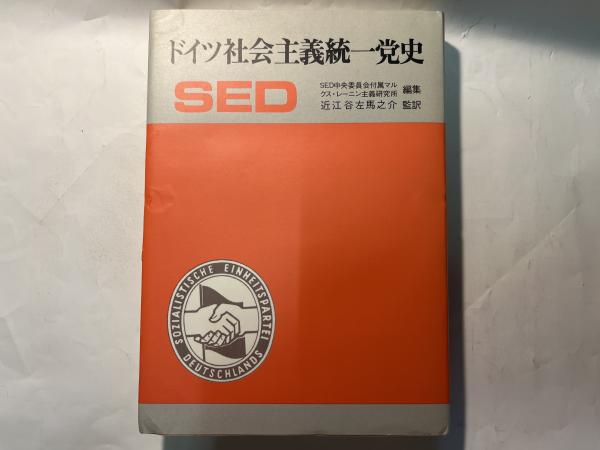 ドイツ社会主義統一党史
SED
SED中央委員会付属マル
クス・レーニン主義研究所 編集
近江谷左馬之介 監訳
SOZIALISTISCHE EINHEITSPARTEI
DEUTSCHLANDS